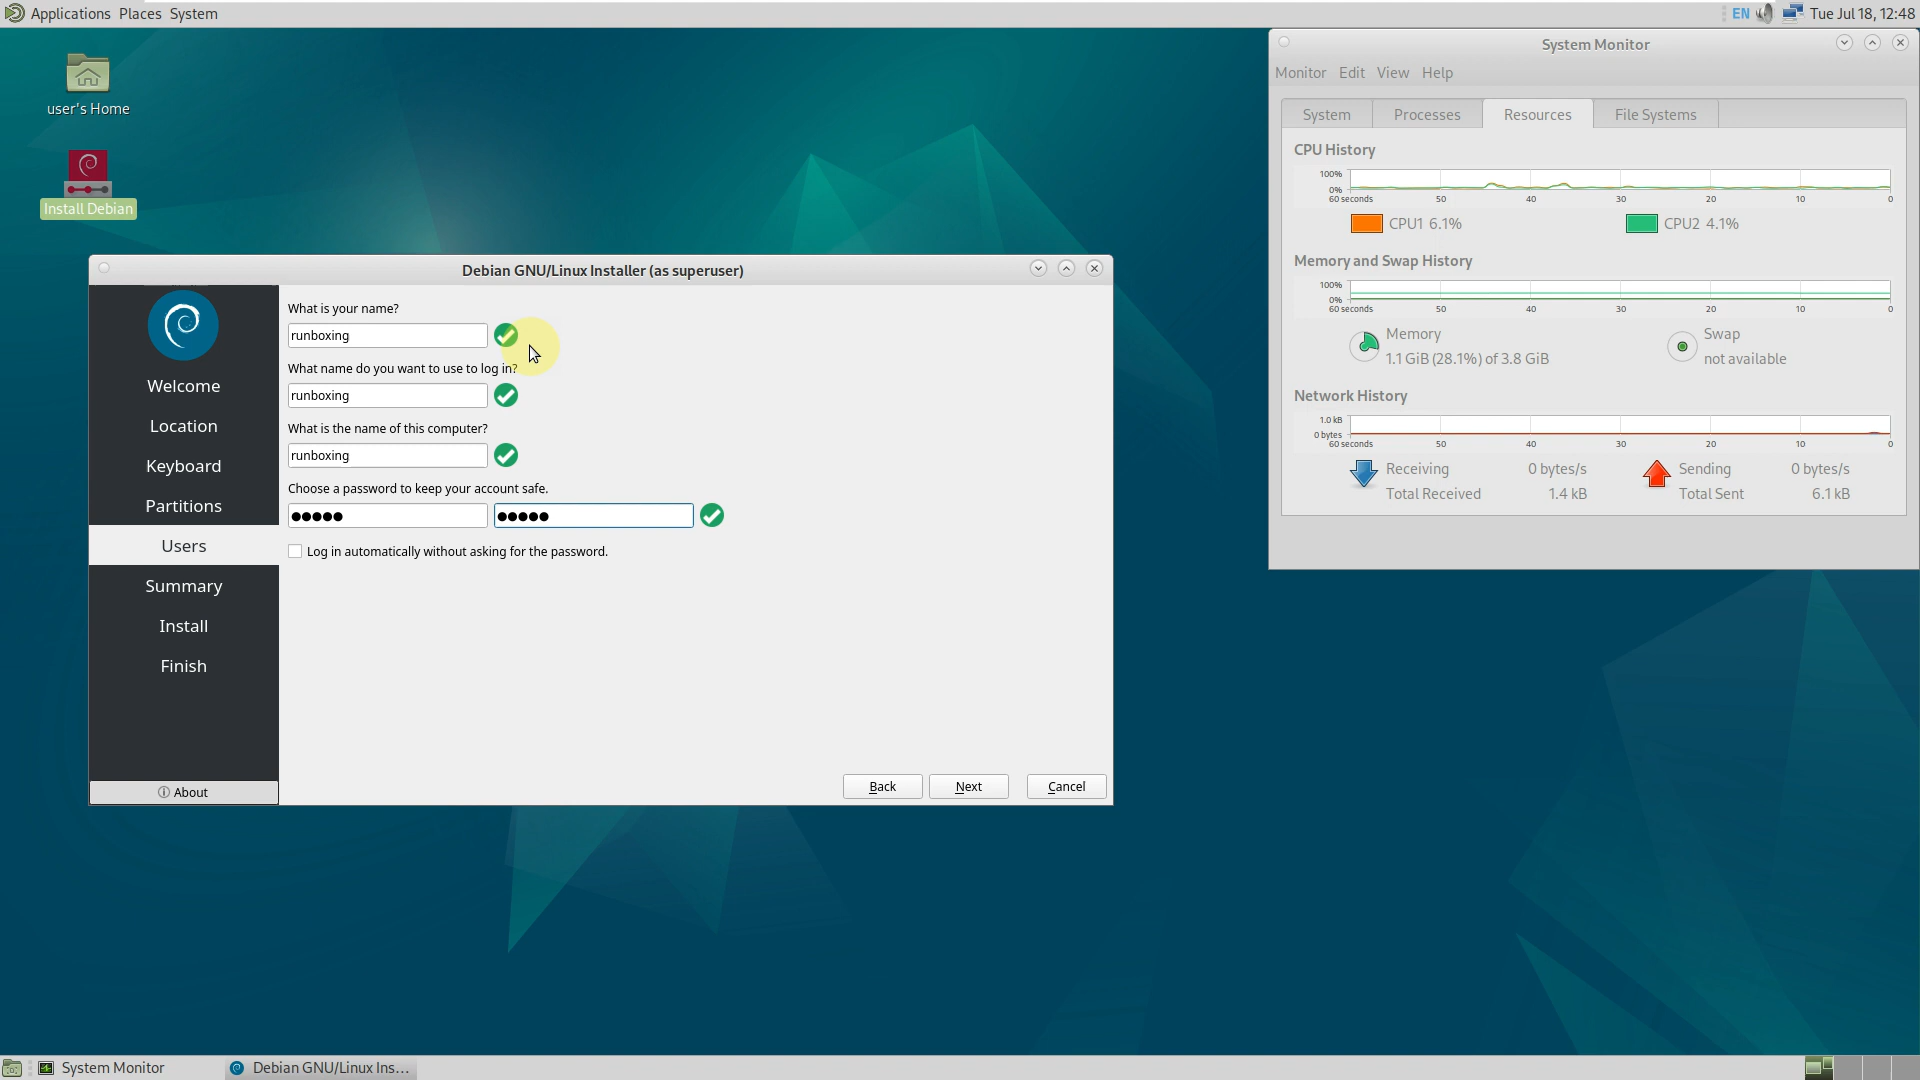 Applications Places System
EN Tue Jul 18, 12:48
user's Home
Install Debian
System Monitor
Monitor Edit View Help
System Processes Resources File Systems
CPU History
100%
0%
60 seconds 50 40 30 20 10 0
CPU1 6.1% CPU2 4.1%
Memory and Swap History
100%
0%
60 seconds 50 40 30 20 10 0
Memory Swap
1.1 GiB (28.1%) of 3.8 GiB not available
Network History
1.0 kB
0 bytes
60 seconds 50 40 30 20 10 0
Receiving 0 bytes/s Sending 0 bytes/s
Total Received 1.4 kB Total Sent 6.1 kB
Debian GNU/Linux Installer (as superuser)
Welcome
Location
Keyboard
Partitions
Users
Summary
Install
Finish
About
What is your name?
runboxing
What name do you want to use to log in?
runboxing
What is the name of this computer?
runboxing
Choose a password to keep your account safe.
●●●●● ●●●●●
Log in automatically without asking for the password.
Back Next Cancel
System Monitor Debian GNU/Linux Ins...